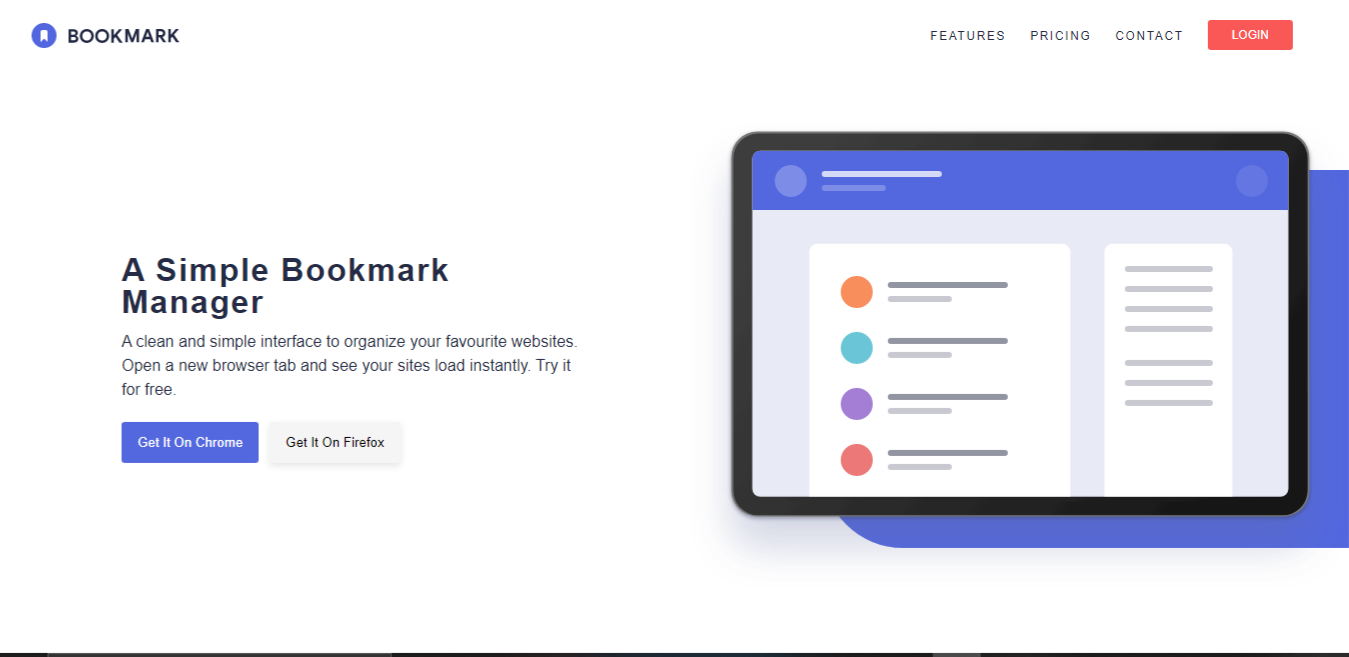 BOOKMARK
FEATURES PRICING CONTACT LOGIN
A Simple Bookmark
Manager
A clean and simple interface to organize your favourite websites.
Open a new browser tab and see your sites load instantly. Try it
for free.
Get It On Chrome Get It On Firefox